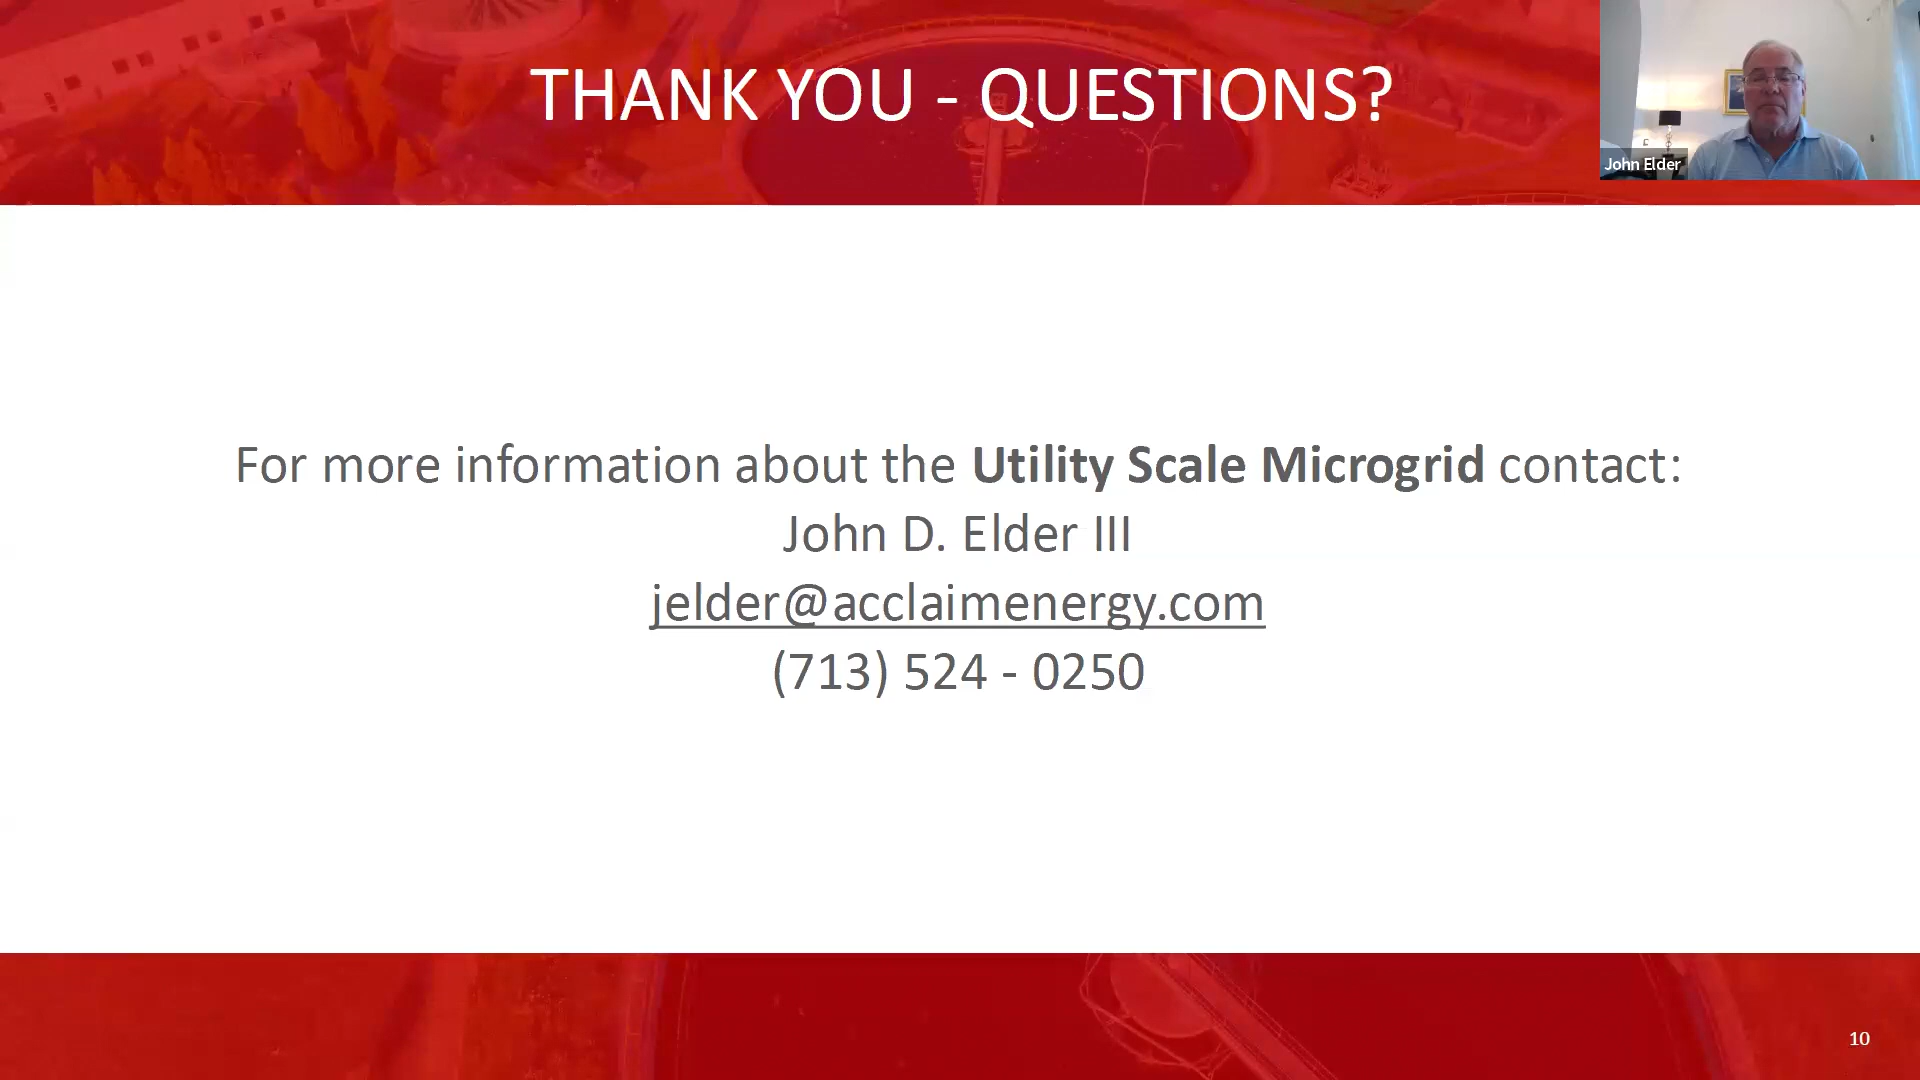 THANK YOU - QUESTIONS?
John Elder
For more information about the Utility Scale Microgrid contact:
John D. Elder III
jelder@acclaimenergy.com
(713) 524 - 0250
10